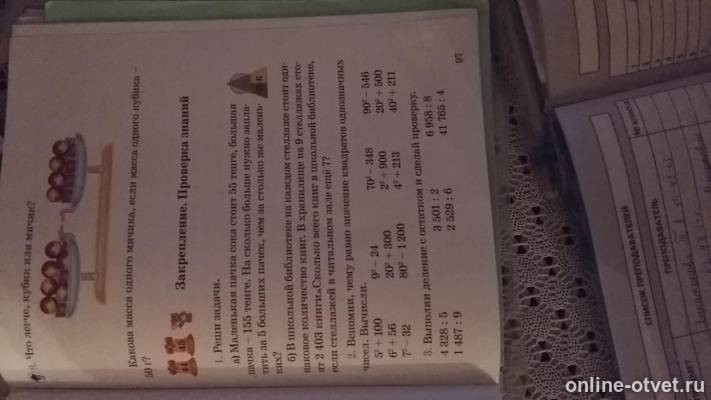 9. Что легче, кубик или мячик?
Какова масса одного мячика, если масса одного кубика –
50 г?
Закрепление. Проверка знаний
1. Реши задачи.
а) Маленькая пачка сока стоит 55 тенге, большая
пачка – 155 тенге. На сколько больше нужно запла-
тить за 5 больших пачек, чем за столько же малень-
ких?
б) В школьной библиотеке на каждом стеллаже стоит оди-
наковое количество книг. В хранилище на 9 стеллажах сто-
ят 2 403 книги. Сколько всего книг в школьной библиотеке,
если стеллажей в читальном зале ещё 7?
2. Вспомни, чему равно значение квадратов однозначных
чисел. Вычисли.
5² + 100 9² – 24 70² – 348 90² – 546
6² + 56 20² + 300 2² + 900 20² + 500
7² – 32 80² – 1 200 4² + 213 40² + 211
3. Выполни деление с остатком и сделай проверку.
4 328 : 5 3 501 : 2 6 958 : 8
1 487 : 9 2 529 : 6 41 765 : 4
97
СПИСОК ПРЕПОДАВАТЕЛЕЙ
ПРЕПОДАВАТЕЛЬ
online-otvet.ru